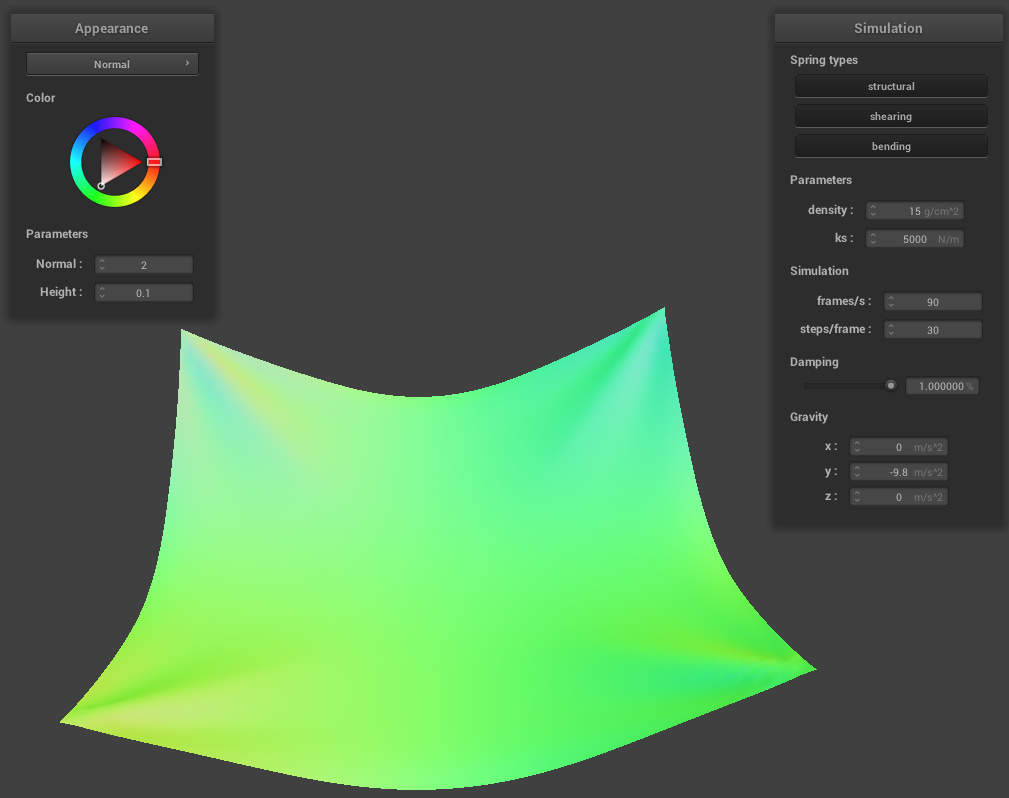 Appearance
Normal
Color
Parameters
Normal : 2
Height : 0.1
Simulation
Spring types
structural
shearing
bending
Parameters
density : 15 g/cm^2
ks : 5000 N/m
Simulation
frames/s : 90
steps/frame : 30
Damping
1.000000 %
Gravity
x : 0 m/s^2
y : -9.8 m/s^2
z : 0 m/s^2